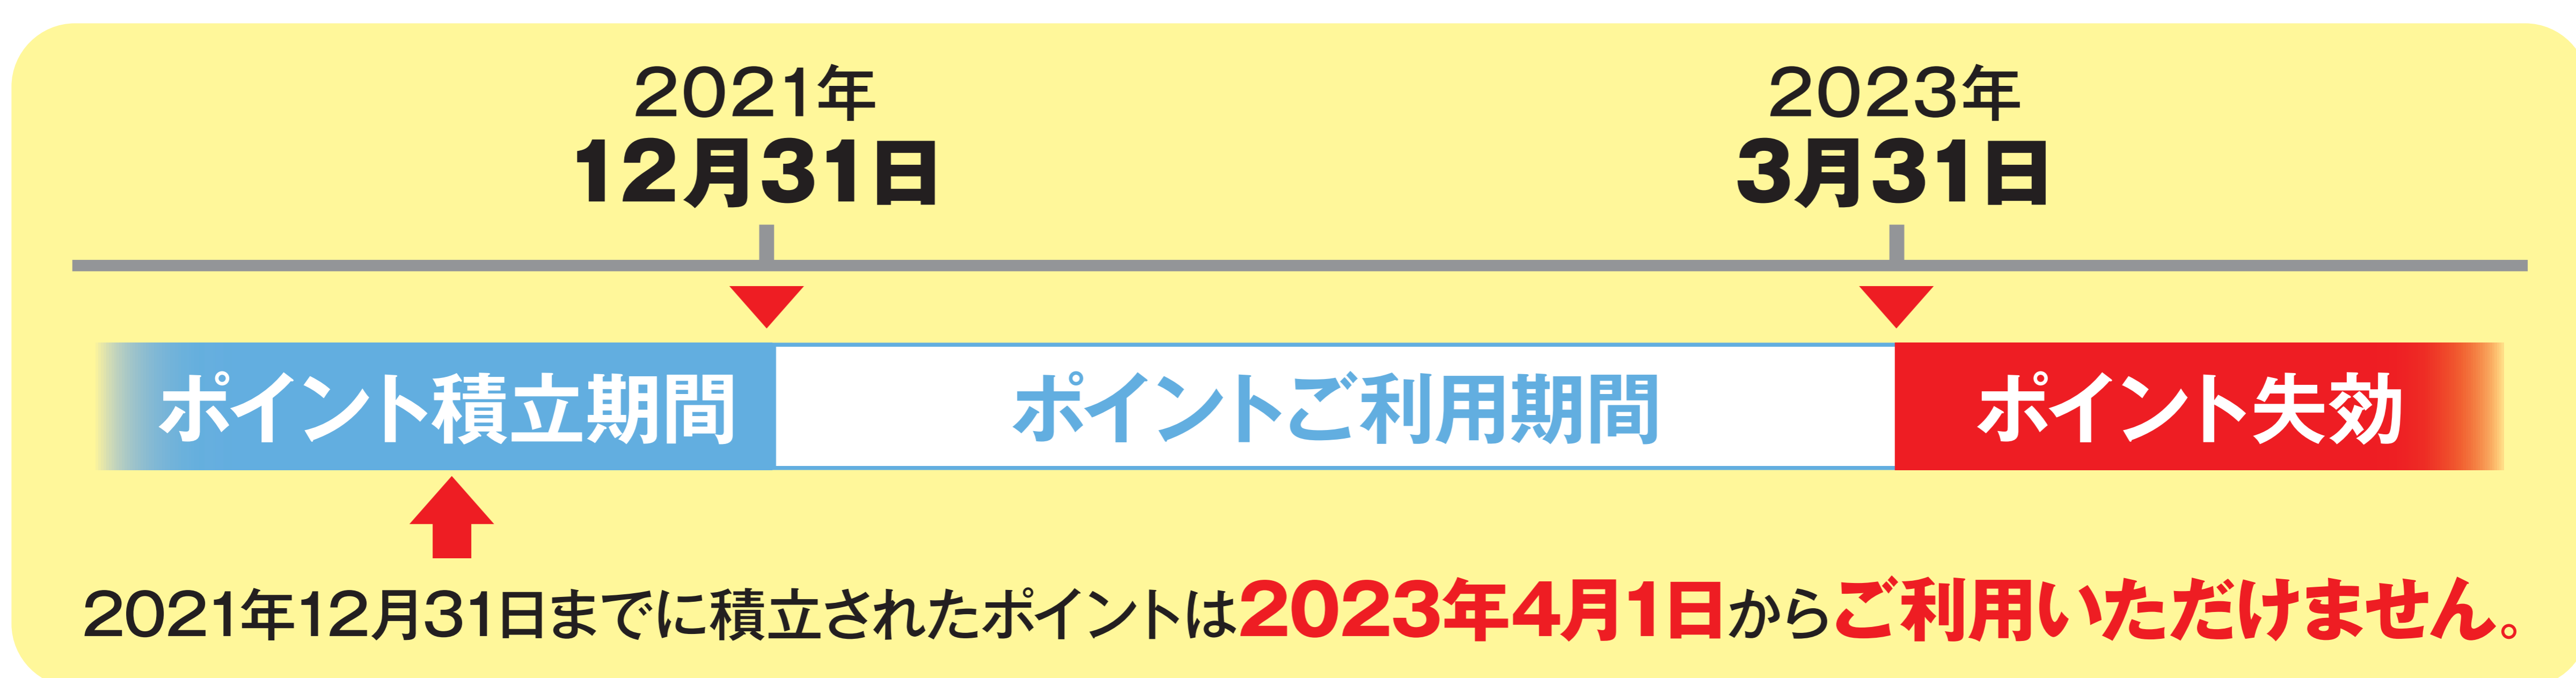 2021年
12月31日
2023年
3月31日
ポイント積立期間
ポイントご利用期間
ポイント失効
2021年12月31日までに積立されたポイントは2023年4月1日からご利用いただけません。